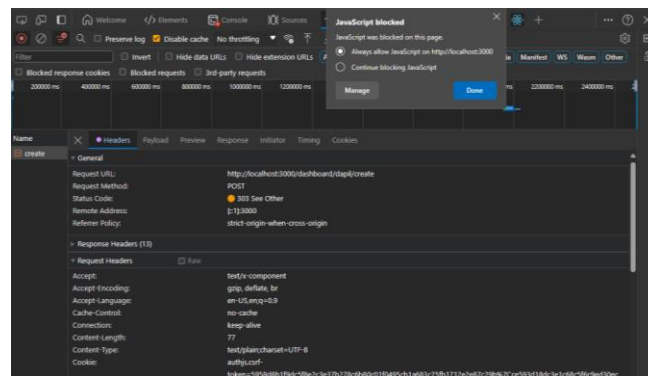 Welcome Elements Console Sources
JavaScript blocked
JavaScript was blocked on this page.
Always allow JavaScript on http://localhost:3000
Continue blocking JavaScript
Manage Done
Preserve log Disable cache No throttling
Filter Invert Hide data URLs Hide extension URLs Manifest WS Wasm Other
Blocked response cookies Blocked requests 3rd-party requests
200000 ms 400000 ms 600000 ms 800000 ms 1000000 ms 1200000 ms 2200000 ms 2400000 ms
Name Headers Payload Preview Response Initiator Timing Cookies
create
General
Request URL: http://localhost:3000/dashboard/dapil/create
Request Method: POST
Status Code: 303 See Other
Remote Address: [::1]:3000
Referrer Policy: strict-origin-when-cross-origin
Response Headers (13)
Request Headers Raw
Accept: text/x-component
Accept-Encoding: gzip, deflate, br
Accept-Language: en-US,en;q=0.9
Cache-Control: no-cache
Connection: keep-alive
Content-Length: 77
Content-Type: text/plain;charset=UTF-8
Cookie: authjs.csrf-